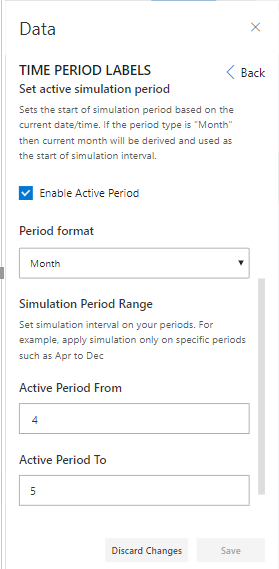 Data
TIME PERIOD LABELS
Back
Set active simulation period
Sets the start of simulation period based on the
current date/time. If the period type is "Month"
then current month will be derived and used as
the start of simulation interval.
Enable Active Period
Period format
Month
Simulation Period Range
Set simulation interval on your periods. For
example, apply simulation only on specific periods
such as Apr to Dec
Active Period From
4
Active Period To
5
Discard Changes
Save